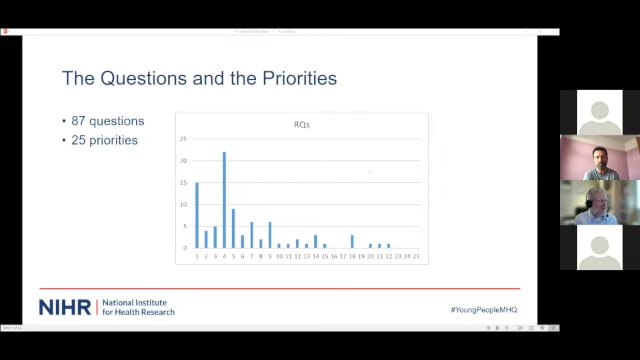 The Questions and the Priorities
• 87 questions
• 25 priorities
RQs
25
20
15
10
5
0
1 2 3 4 5 6 7 8 9 10 11 12 13 14 15 16 17 18 19 20 21 22 23 24 25
NIHR | National Institute
for Health Research
#YoungPeopleMHQ